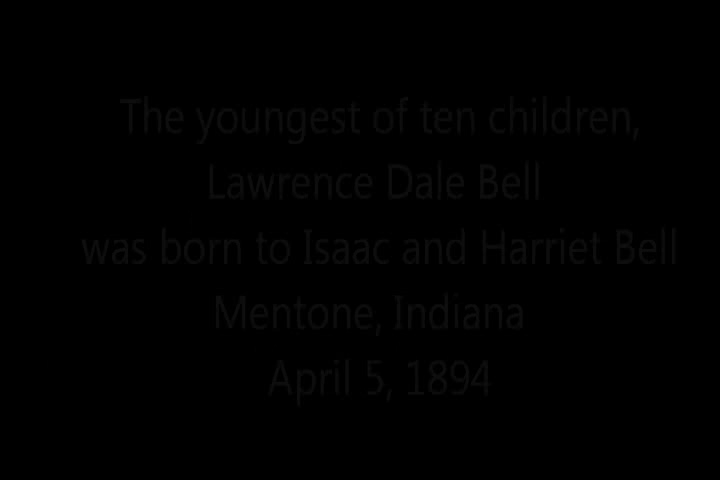 The youngest of ten children,
Lawrence Dale Bell
was born to Isaac and Harriet Bell
Mentone, Indiana
April 5, 1894